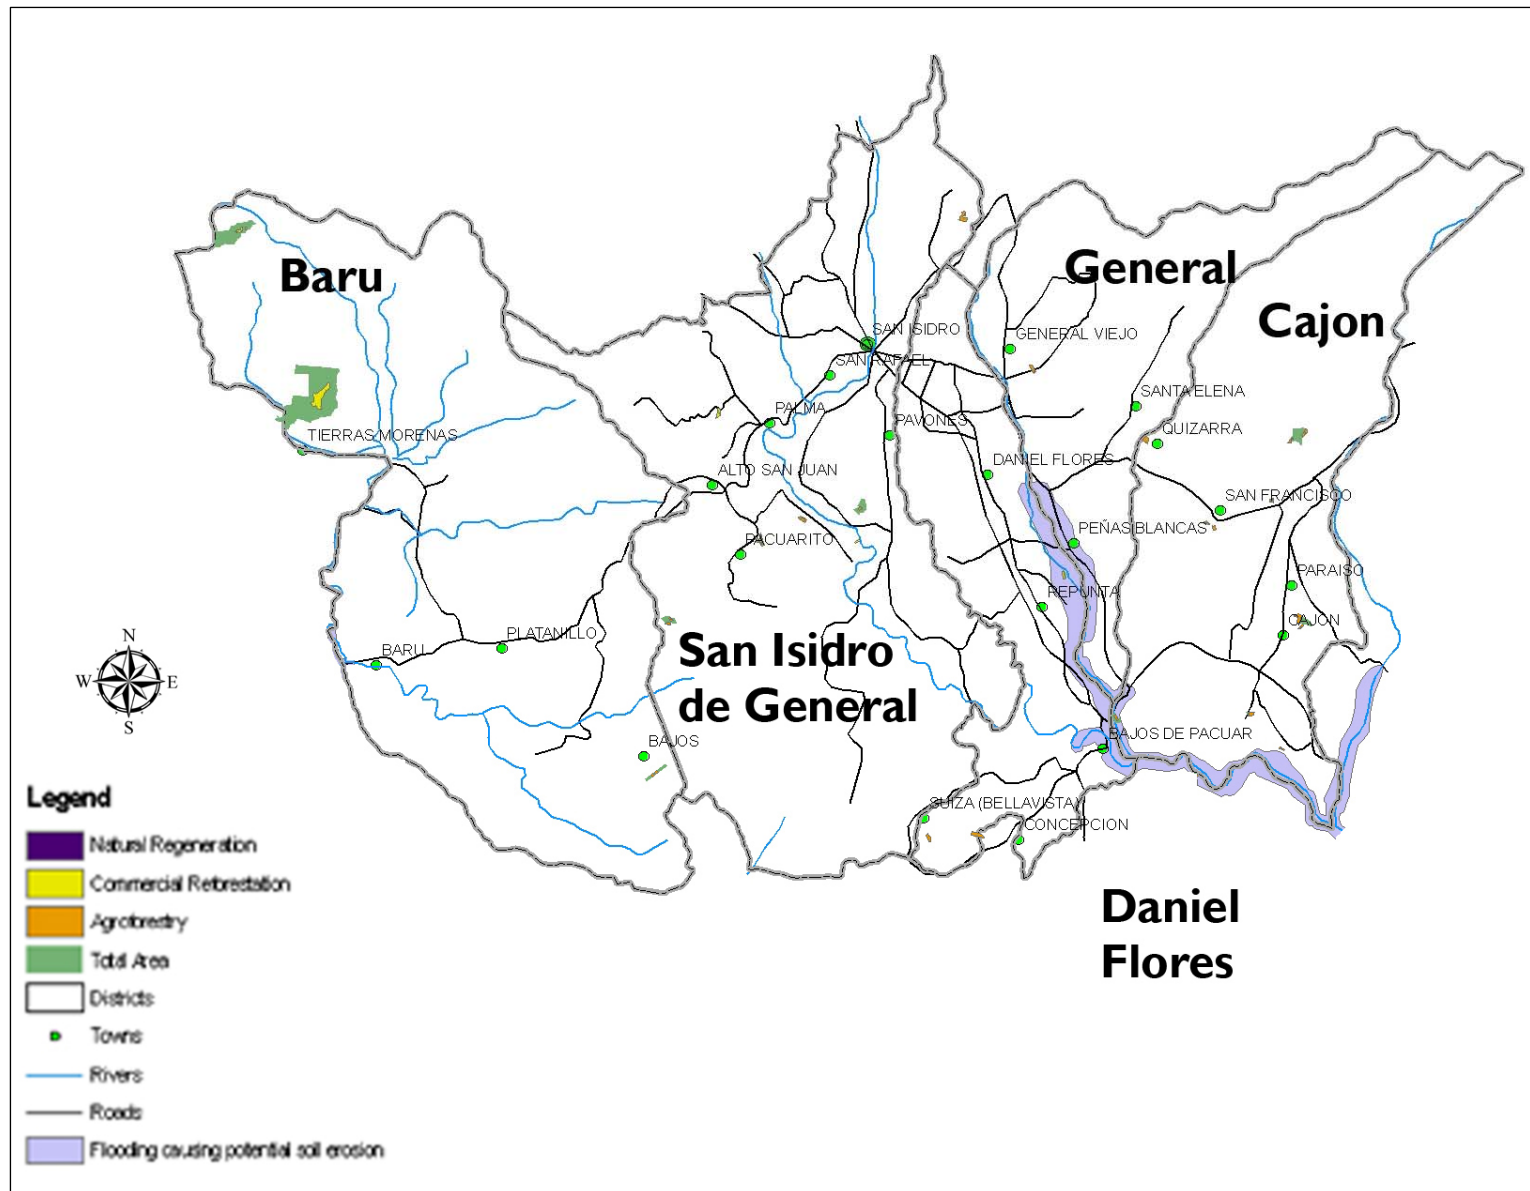 Baru
General
Cajon
SAN ISIDRO
GENERAL VIEJO
SAN RAFAEL
SANTA ELENA
PALMA
PAVONES
QUIZARRA
TIERRAS MORENAS
DANIEL FLORES
ALTO SAN JUAN
SAN FRANCISCO
PEÑAS BLANCAS
PACUARITO
PARAISO
REPUNTA
CAJON
PLATANILLO
BARU
San Isidro
de General
N
W E
S
BAJOS
BAJOS DE PACUAR
SUIZA (BELLAVISTA)
CONCEPCION
Daniel
Flores
Legend
Natural Regeneration
Commercial Reforestation
Agroforestry
Total Area
Districts
Towns
Rivers
Roads
Flooding causing potential soil erosion